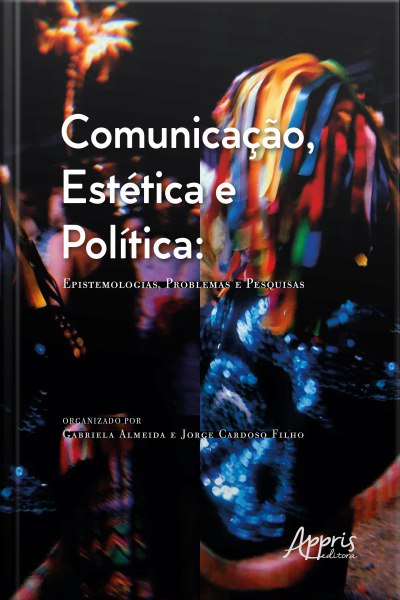 Comunicação,
Estética e
Política:
Epistemologias, Problemas e Pesquisas
organizado por
Gabriela Almeida e Jorge Cardoso Filho
Appris
editora